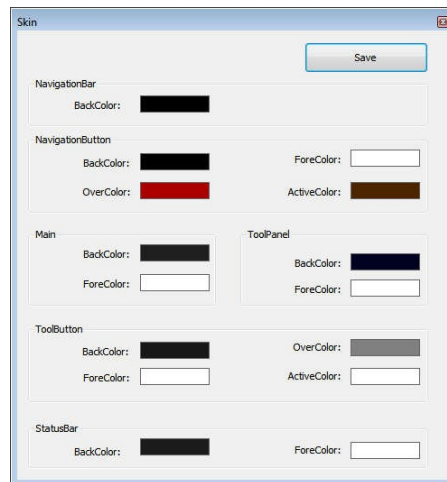 Skin
Save
NavigationBar
BackColor:
NavigationButton
BackColor: ForeColor:
OverColor: ActiveColor:
Main ToolPanel
BackColor: BackColor:
ForeColor: ForeColor:
ToolButton
BackColor: OverColor:
ForeColor: ActiveColor:
StatusBar
BackColor: ForeColor: